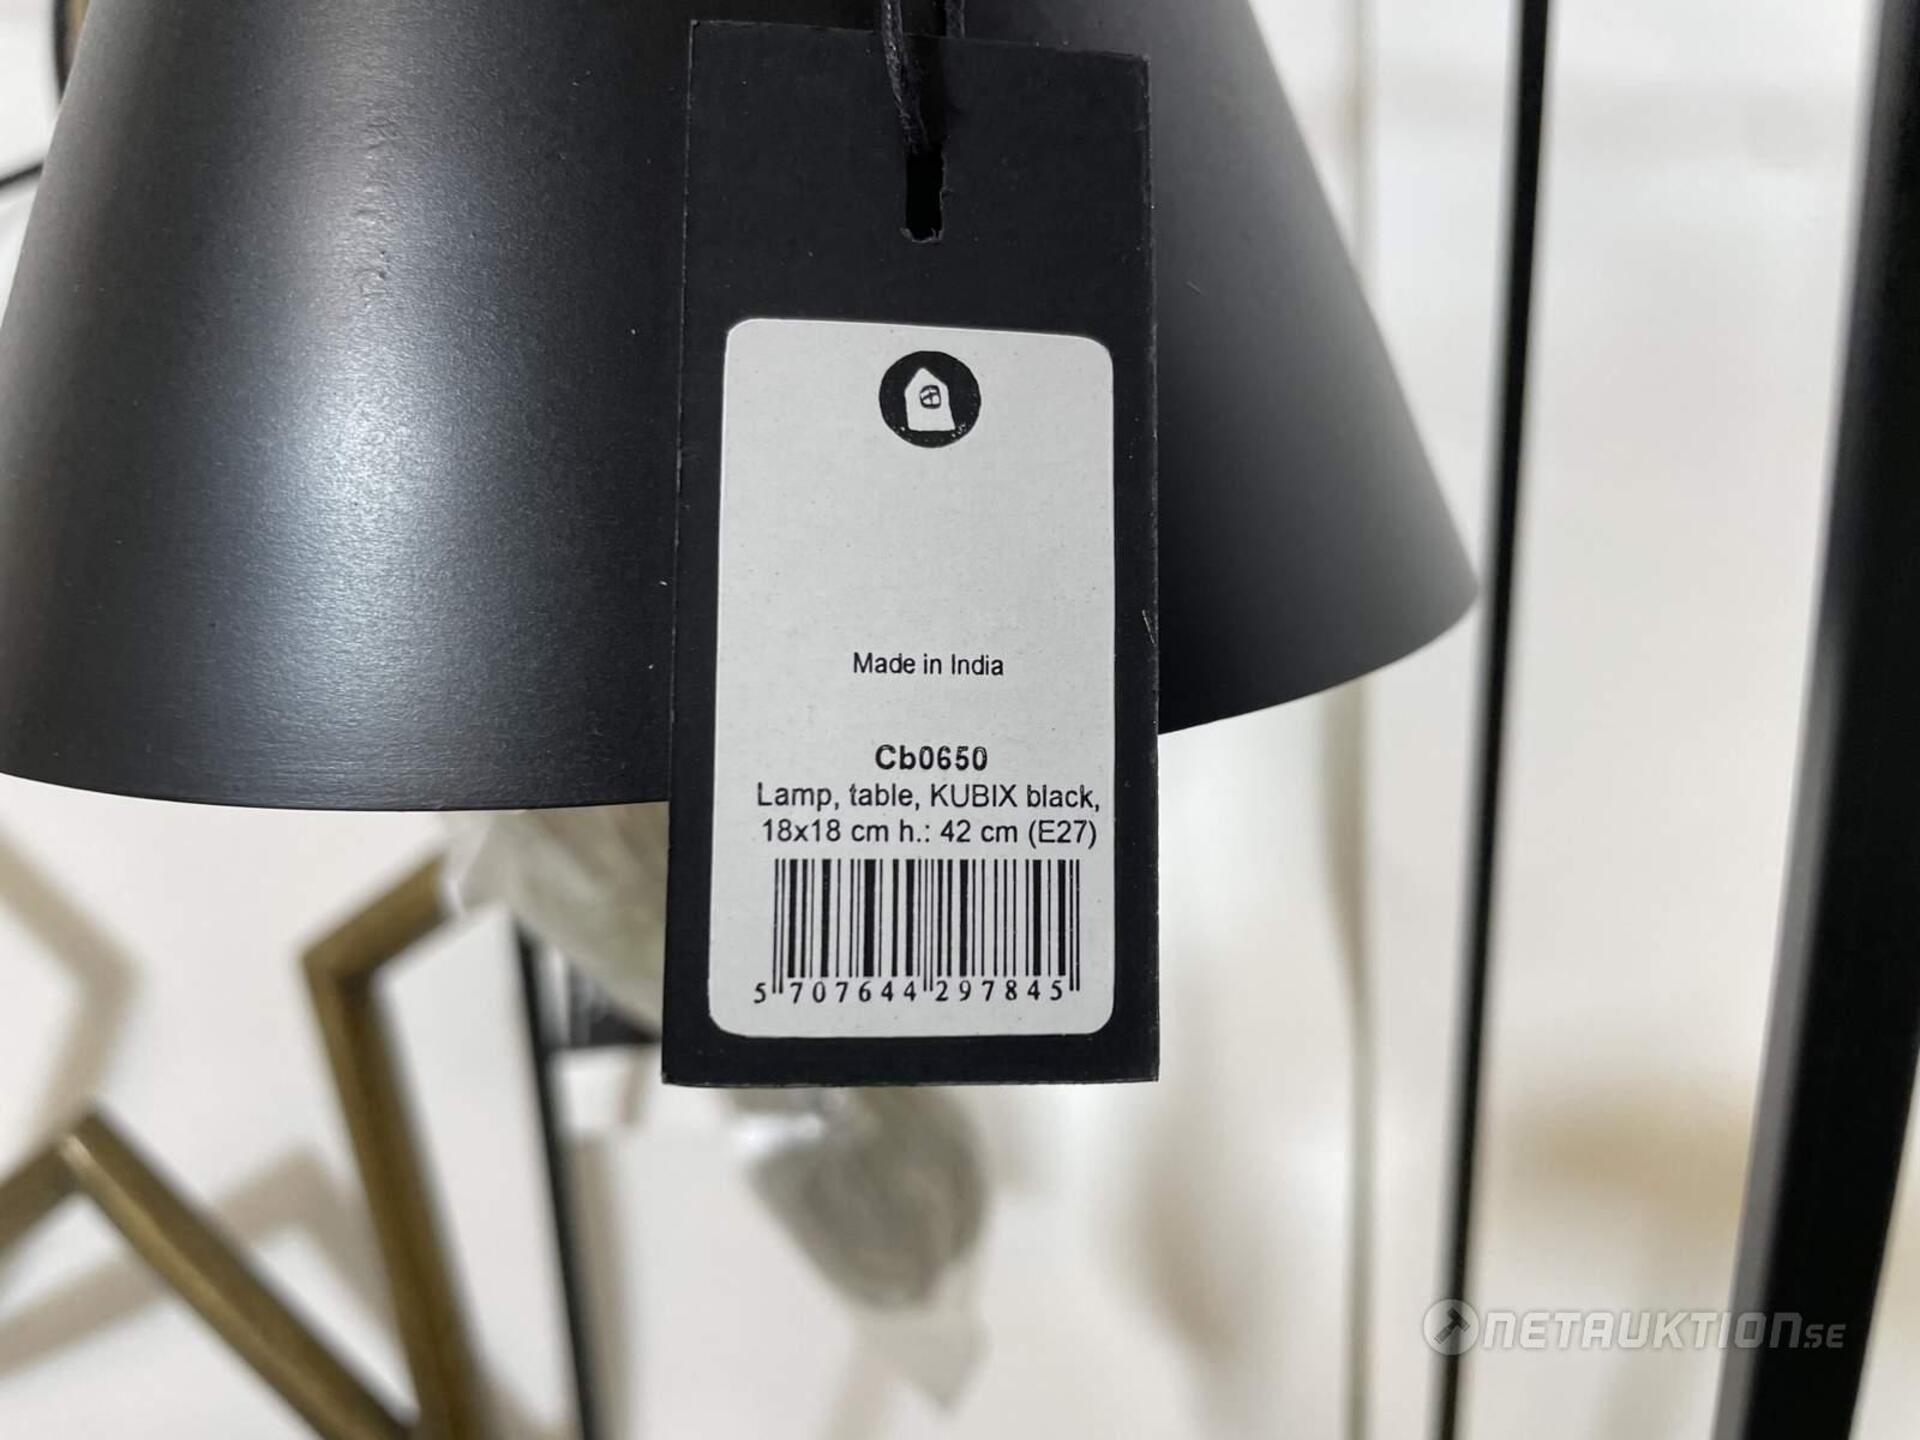 Made in India
Cb0650
Lamp, table, KUBIX black,
18x18 cm h.: 42 cm (E27)
5 707644 297845
NETAUKTION.SE